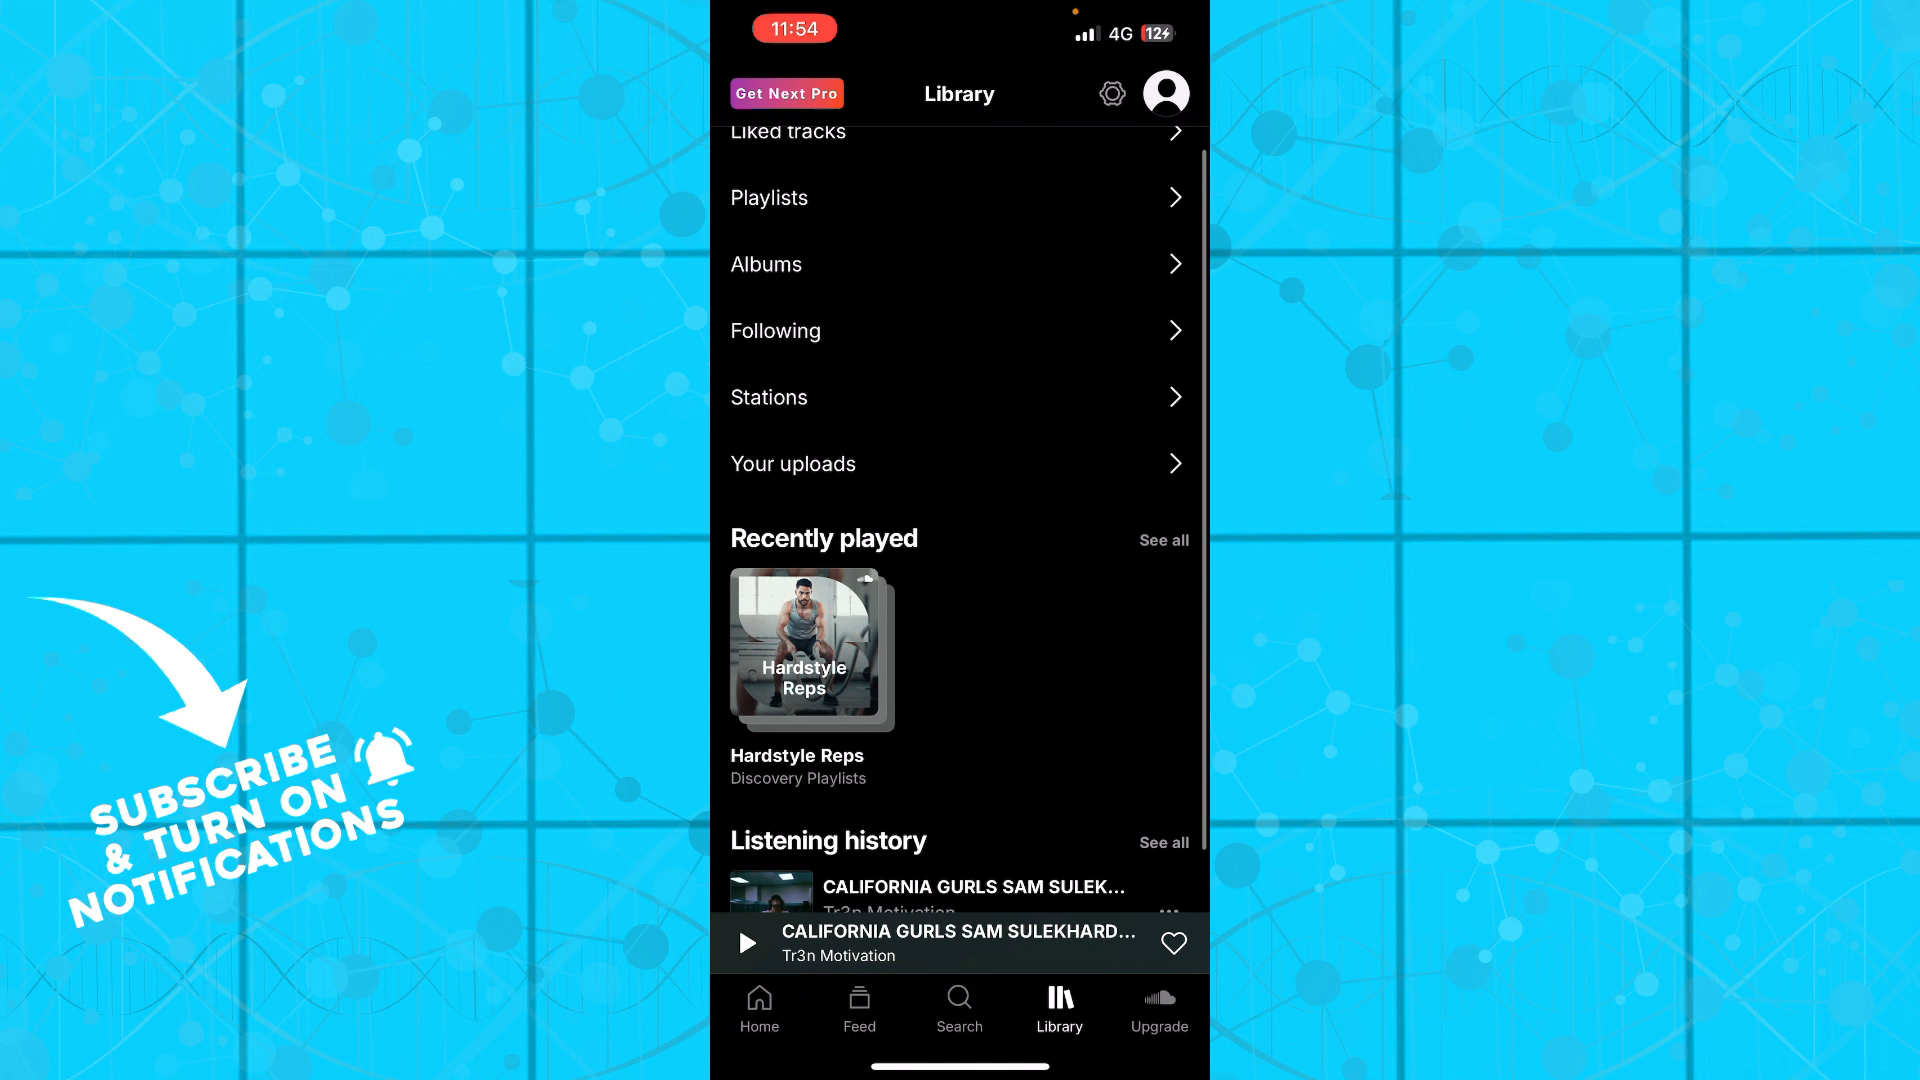 11:54
4G
12
Get Next Pro
Library
Liked tracks
Playlists
Albums
Following
Stations
Your uploads
Recently played
See all
Hardstyle
Reps
Hardstyle Reps
Discovery Playlists
Listening history
See all
CALIFORNIA GURLS SAM SULEK...
Tr3n Motivation
CALIFORNIA GURLS SAM SULEKHARD...
Tr3n Motivation
Home
Feed
Search
Library
Upgrade
SUBSCRIBE
& TURN ON
NOTIFICATIONS